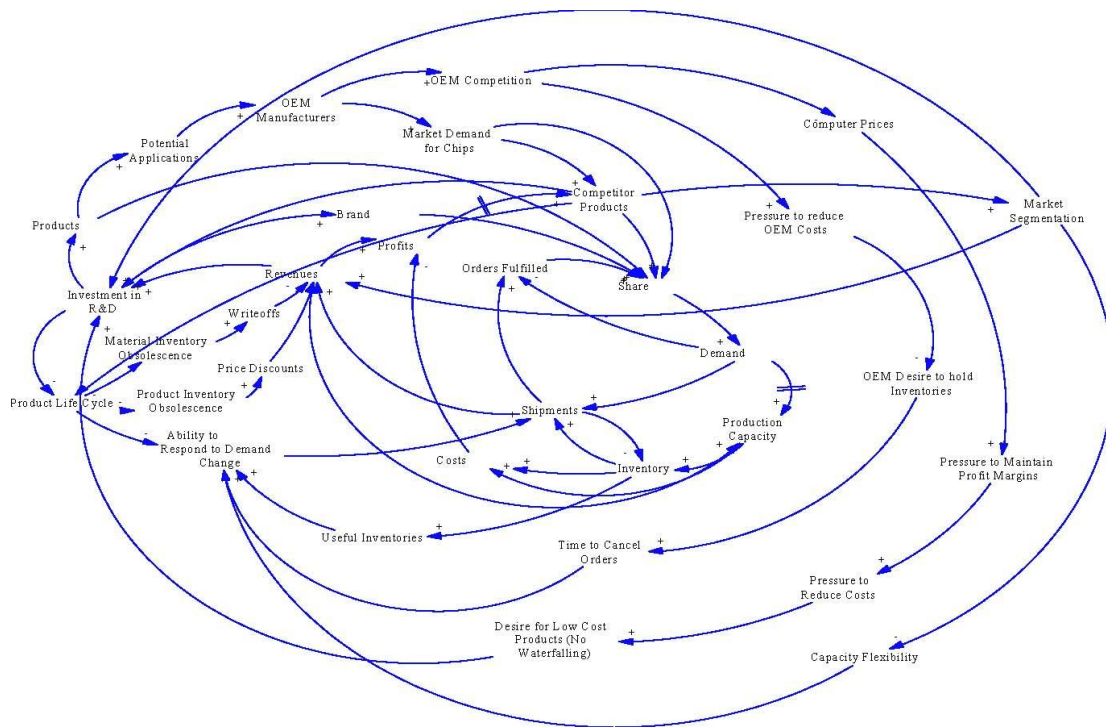 OEM Competition
OEM
Manufacturers
Computer Prices
Market Demand
for Chips
Potential
Applications
Competitor
Products
Market
Segmentation
Products
Brand
Pressure to reduce
OEM Costs
Profits
Revenues
Orders Fulfilled
Share
Investment in
R&D
Writeoffs
Material Inventory
Obsolescence
Demand
Price Discounts
OEM Desire to hold
Inventories
Product Life Cycle
Product Inventory
Obsolescence
Shipments
Production
Capacity
Ability to
Respond to Demand
Change
Costs
Inventory
Pressure to Maintain
Profit Margins
Useful Inventories
Time to Cancel
Orders
Pressure to
Reduce Costs
Desire for Low Cost
Products (No
Waterfalling)
Capacity Flexibility